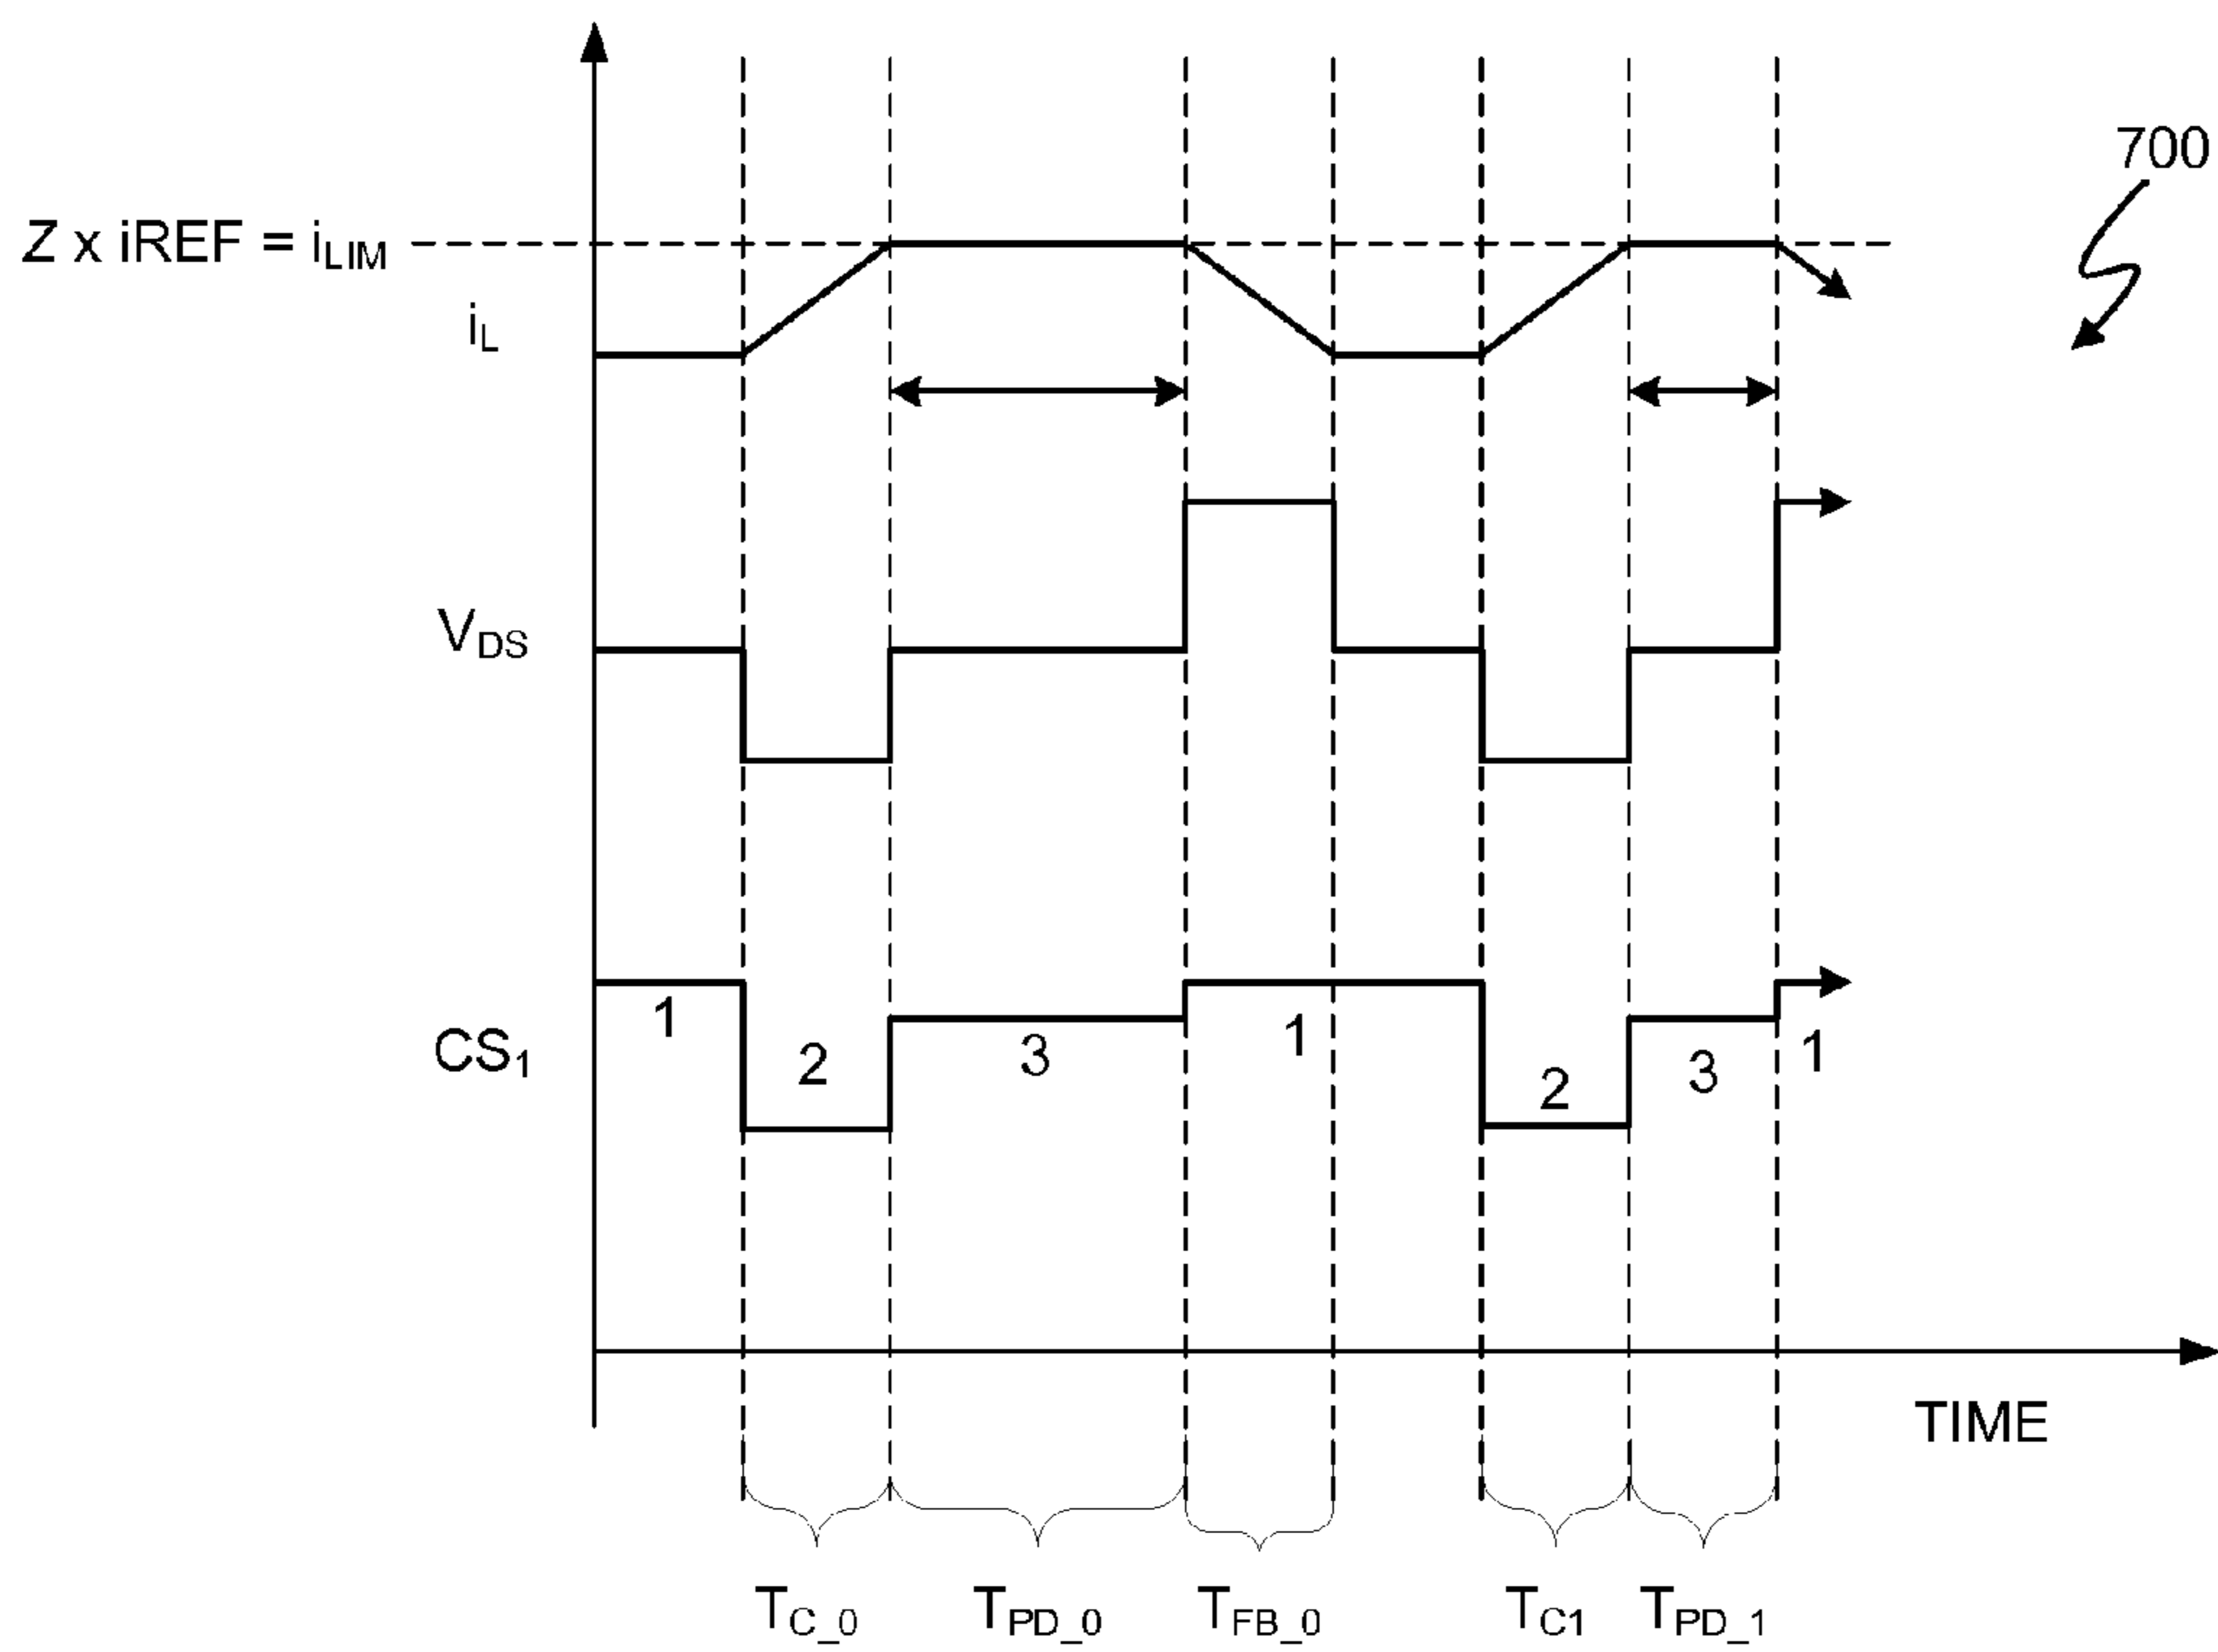 700
Z x iREF = iLIM
iL
VDS
CS1
1
2
3
1
2
3
1
TIME
TC_0 TPD_0 TFB_0 TC1 TPD_1